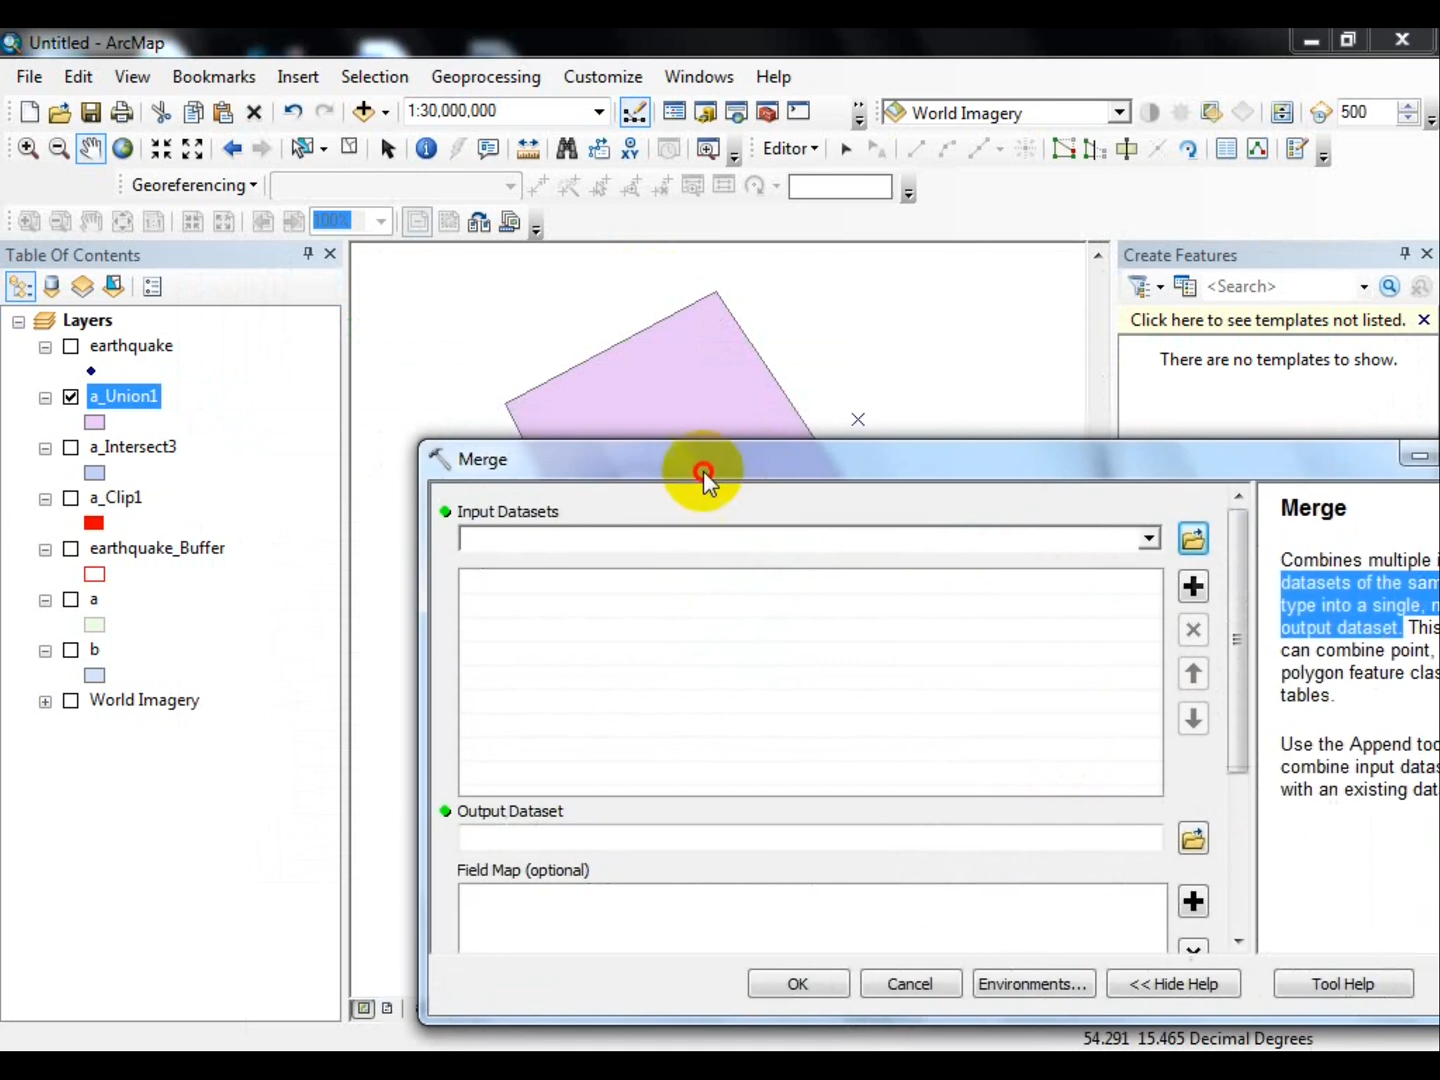 Untitled - ArcMap
File Edit View Bookmarks Insert Selection Geoprocessing Customize Windows Help
1:30,000,000 World Imagery 500
Editor
Georeferencing
100%
Table Of Contents
Create Features
<Search>
Layers
Click here to see templates not listed.
earthquake
There are no templates to show.
a_Union1
a_Intersect3
a_Clip1
earthquake_Buffer
a
b
World Imagery
Merge
Input Datasets
Output Dataset
Field Map (optional)
Merge
Combines multiple
datasets of the
type into a single,
output dataset. This
can combine point,
polygon feature
tables.
Use the Append
combine input
with an existing
OK Cancel Environments... << Hide Help Tool Help
54.291 15.465 Decimal Degrees